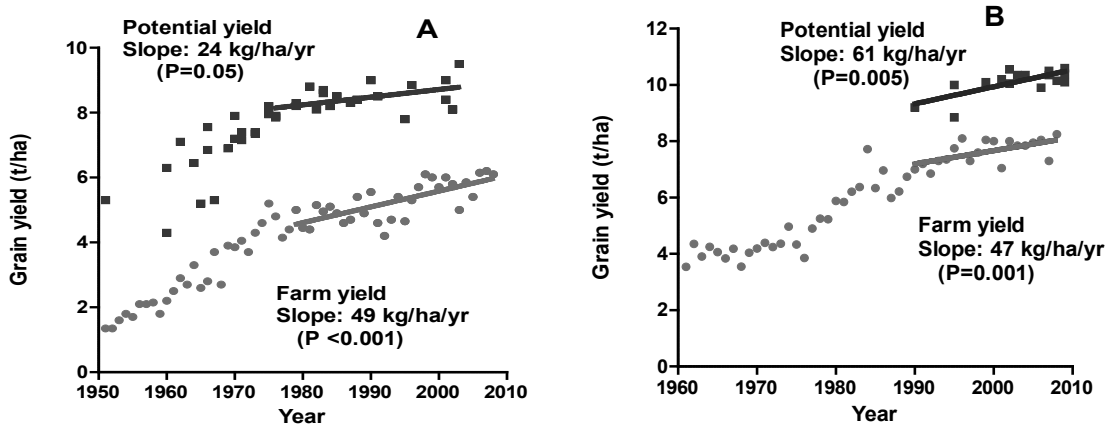 Potential yield
Slope: 24 kg/ha/yr
(P=0.05)
A
10
8
6
4
2
0
Grain yield (t/ha)
Farm yield
Slope: 49 kg/ha/yr
(P <0.001)
1950 1960 1970 1980 1990 2000 2010
Year
B
Potential yield
Slope: 61 kg/ha/yr
(P=0.005)
12
10
8
6
4
2
0
Grain yield (t/ha)
Farm yield
Slope: 47 kg/ha/yr
(P=0.001)
1960 1970 1980 1990 2000 2010
Year